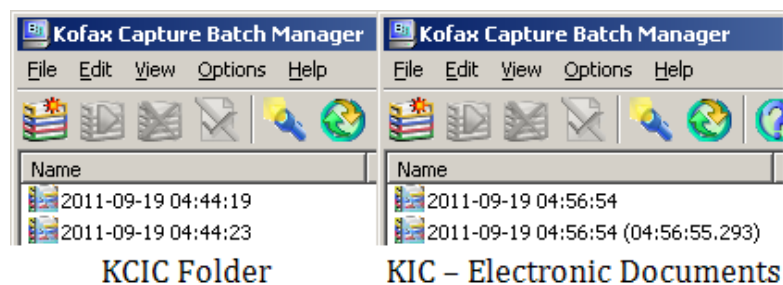 Kofax Capture Batch Manager
File Edit View Options Help
Name
2011-09-19 04:44:19
2011-09-19 04:44:23
KCIC Folder
Kofax Capture Batch Manager
File Edit View Options Help
Name
2011-09-19 04:56:54
2011-09-19 04:56:54 (04:56:55.293)
KIC – Electronic Documents